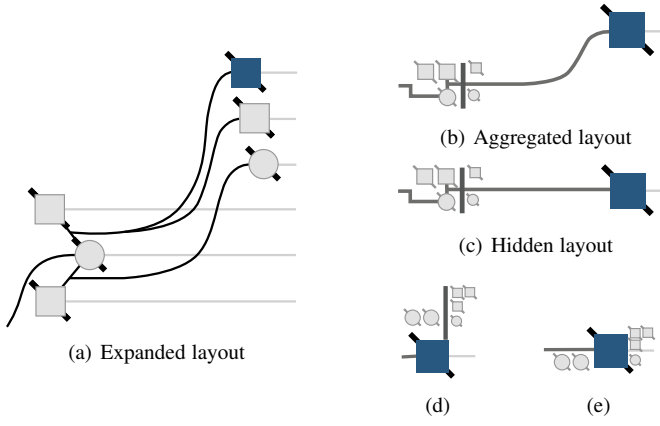 (a) Expanded layout
(b) Aggregated layout
(c) Hidden layout
(d)
(e)